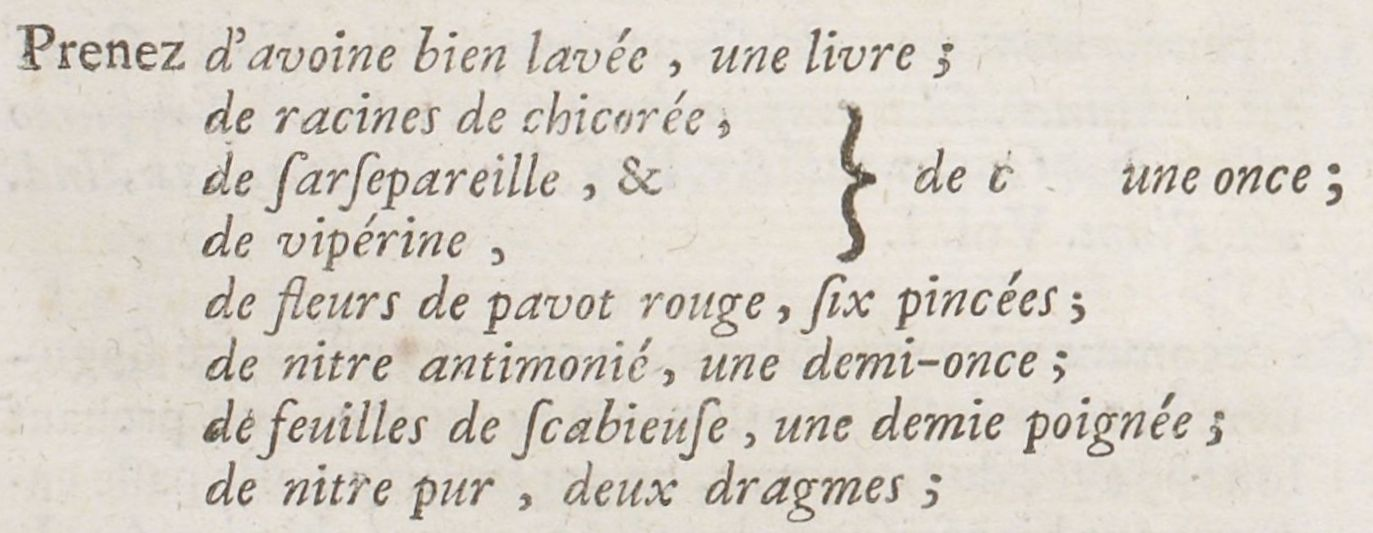 Prenez d'avoine bien lavée, une livre ;
de racines de chicorée,
de ſarſepareille, &
de vipérine,
} de c une once ;
de fleurs de pavot rouge, ſix pincées ;
de nitre antimonié, une demi-once ;
de feuilles de ſcabieuſe, une demie poignée ;
de nitre pur, deux dragmes ;